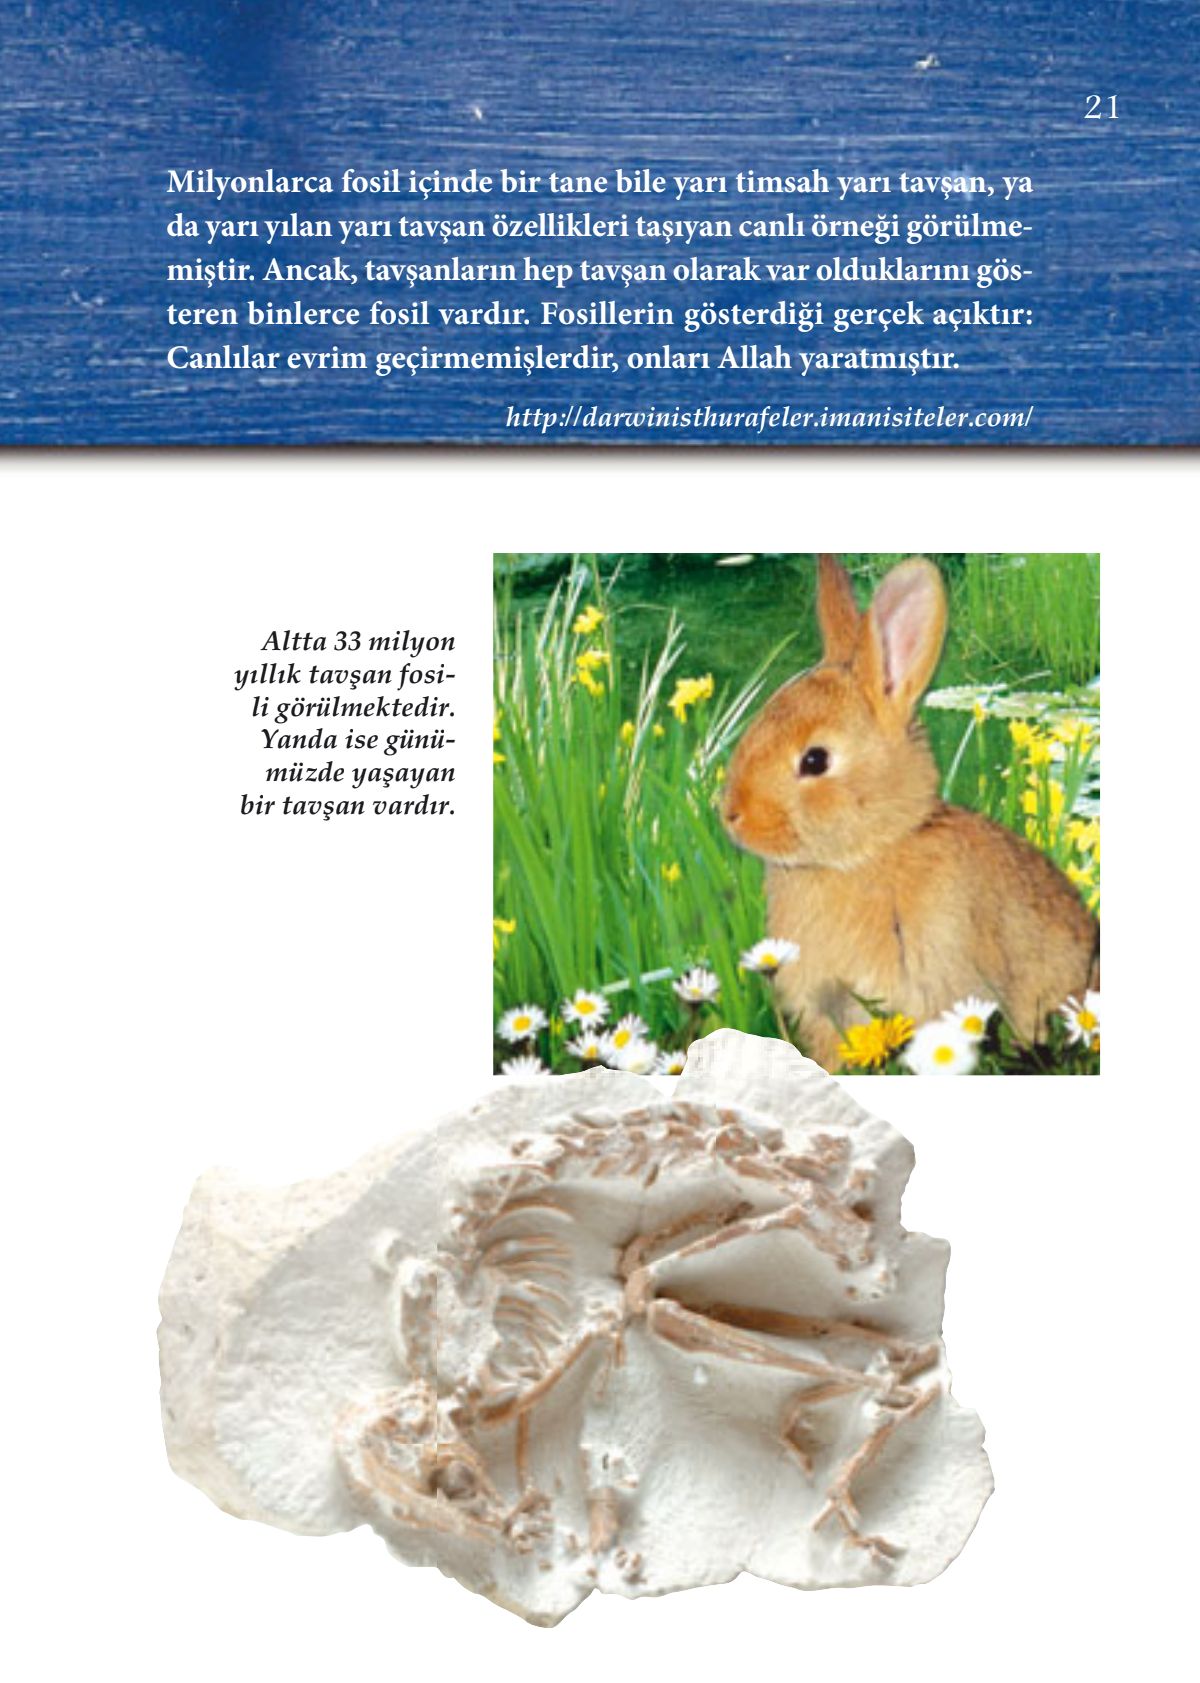 21
Milyonlarca fosil içinde bir tane bile yarı timsah yarı tavşan, ya
da yarı yılan yarı tavşan özellikleri taşıyan canlı örneği görülme-
miştir. Ancak, tavşanların hep tavşan olarak var olduklarını gös-
teren binlerce fosil vardır. Fosillerin gösterdiği gerçek açıktır:
Canlılar evrim geçirmemişlerdir, onları Allah yaratmıştır.
http://darwinisthurafeler.imanisiteler.com/
Altta 33 milyon
yıllık tavşan fosi-
li görülmektedir.
Yanda ise günü-
müzde yaşayan
bir tavşan vardır.